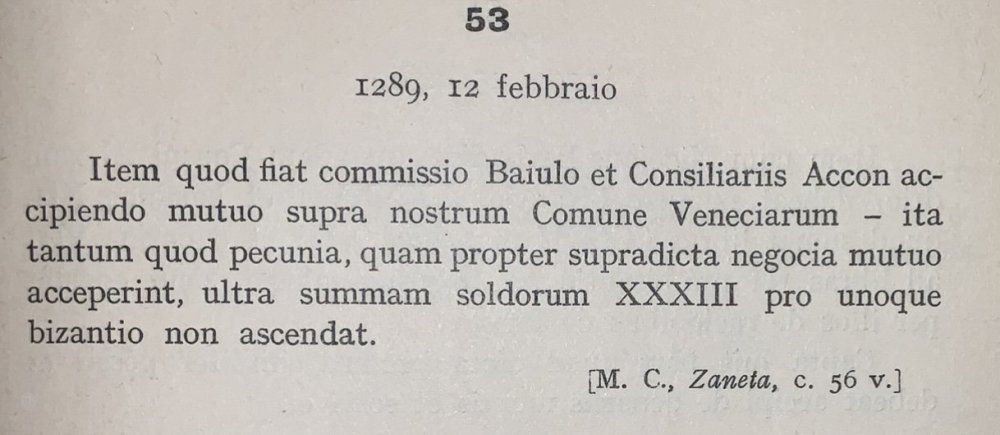 53
1289, 12 febbraio
Item quod fiat commissio Baiulo et Consiliariis Accon ac-
cipiendo mutuo supra nostrum Comune Veneciarum – ita
tantum quod pecunia, quam propter supradicta negocia mutuo
acceperint, ultra summam soldorum XXXIII pro unoque
bizantio non ascendat.
[M. C., Zaneta, c. 56 v.]